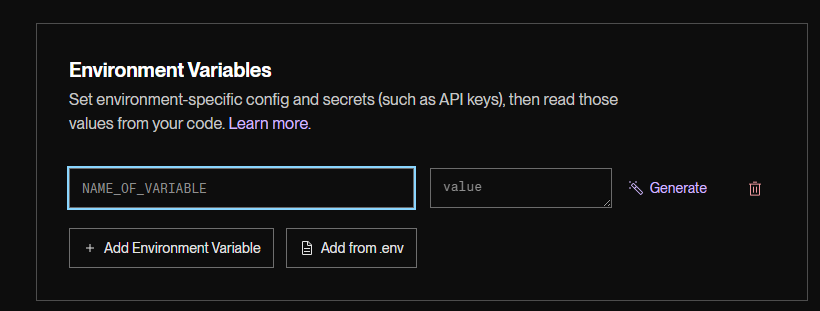 Environment Variables
Set environment-specific config and secrets (such as API keys), then read those
values from your code. Learn more.
NAME_OF_VARIABLE
value
Generate
+ Add Environment Variable
Add from .env